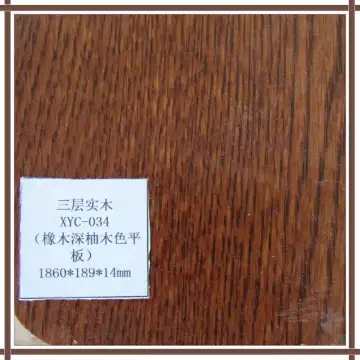 三层实木
XYC-034
（橡木深柚木色平
板）
1860*189*14mm